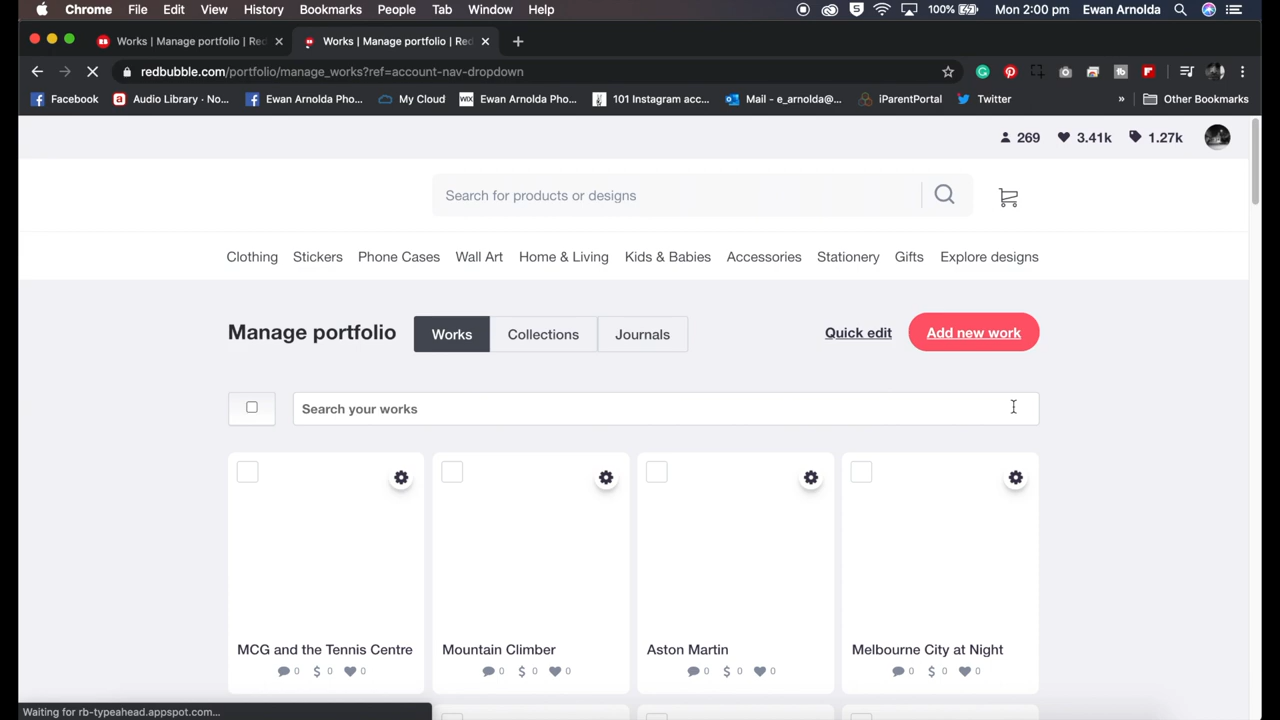 Chrome File Edit View History Bookmarks People Tab Window Help 100% Mon 2:00 pm Ewan Arnolda
Works | Manage portfolio | Red Works | Manage portfolio | Red
redbubble.com/portfolio/manage_works?ref=account-nav-dropdown
Facebook Audio Library · No... Ewan Arnolda Pho... My Cloud Ewan Arnolda Pho... 101 Instagram acc... Mail - e_arnolda@... iParentPortal Twitter » Other Bookmarks
269 3.41k 1.27k
Search for products or designs
Clothing Stickers Phone Cases Wall Art Home & Living Kids & Babies Accessories Stationery Gifts Explore designs
Manage portfolio Works Collections Journals Quick edit Add new work
Search your works
MCG and the Tennis Centre Mountain Climber Aston Martin Melbourne City at Night
0 $ 0 0 0 $ 0 0 0 $ 0 0 0 $ 0 0
Waiting for rb-typeahead.appspot.com...